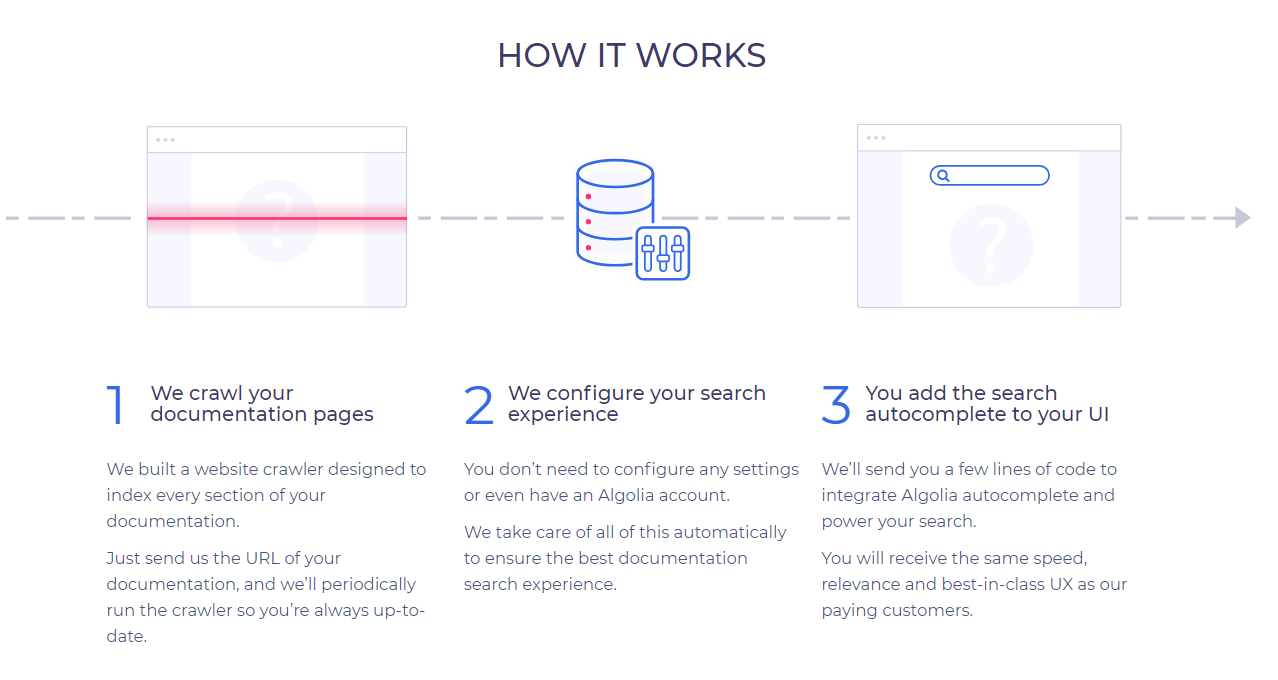 HOW IT WORKS
1 We crawl your
documentation pages
We built a website crawler designed to
index every section of your
documentation.
Just send us the URL of your
documentation, and we’ll periodically
run the crawler so you’re always up-to-
date.
2 We configure your search
experience
You don’t need to configure any settings
or even have an Algolia account.
We take care of all of this automatically
to ensure the best documentation
search experience.
3 You add the search
autocomplete to your UI
We’ll send you a few lines of code to
integrate Algolia autocomplete and
power your search.
You will receive the same speed,
relevance and best-in-class UX as our
paying customers.